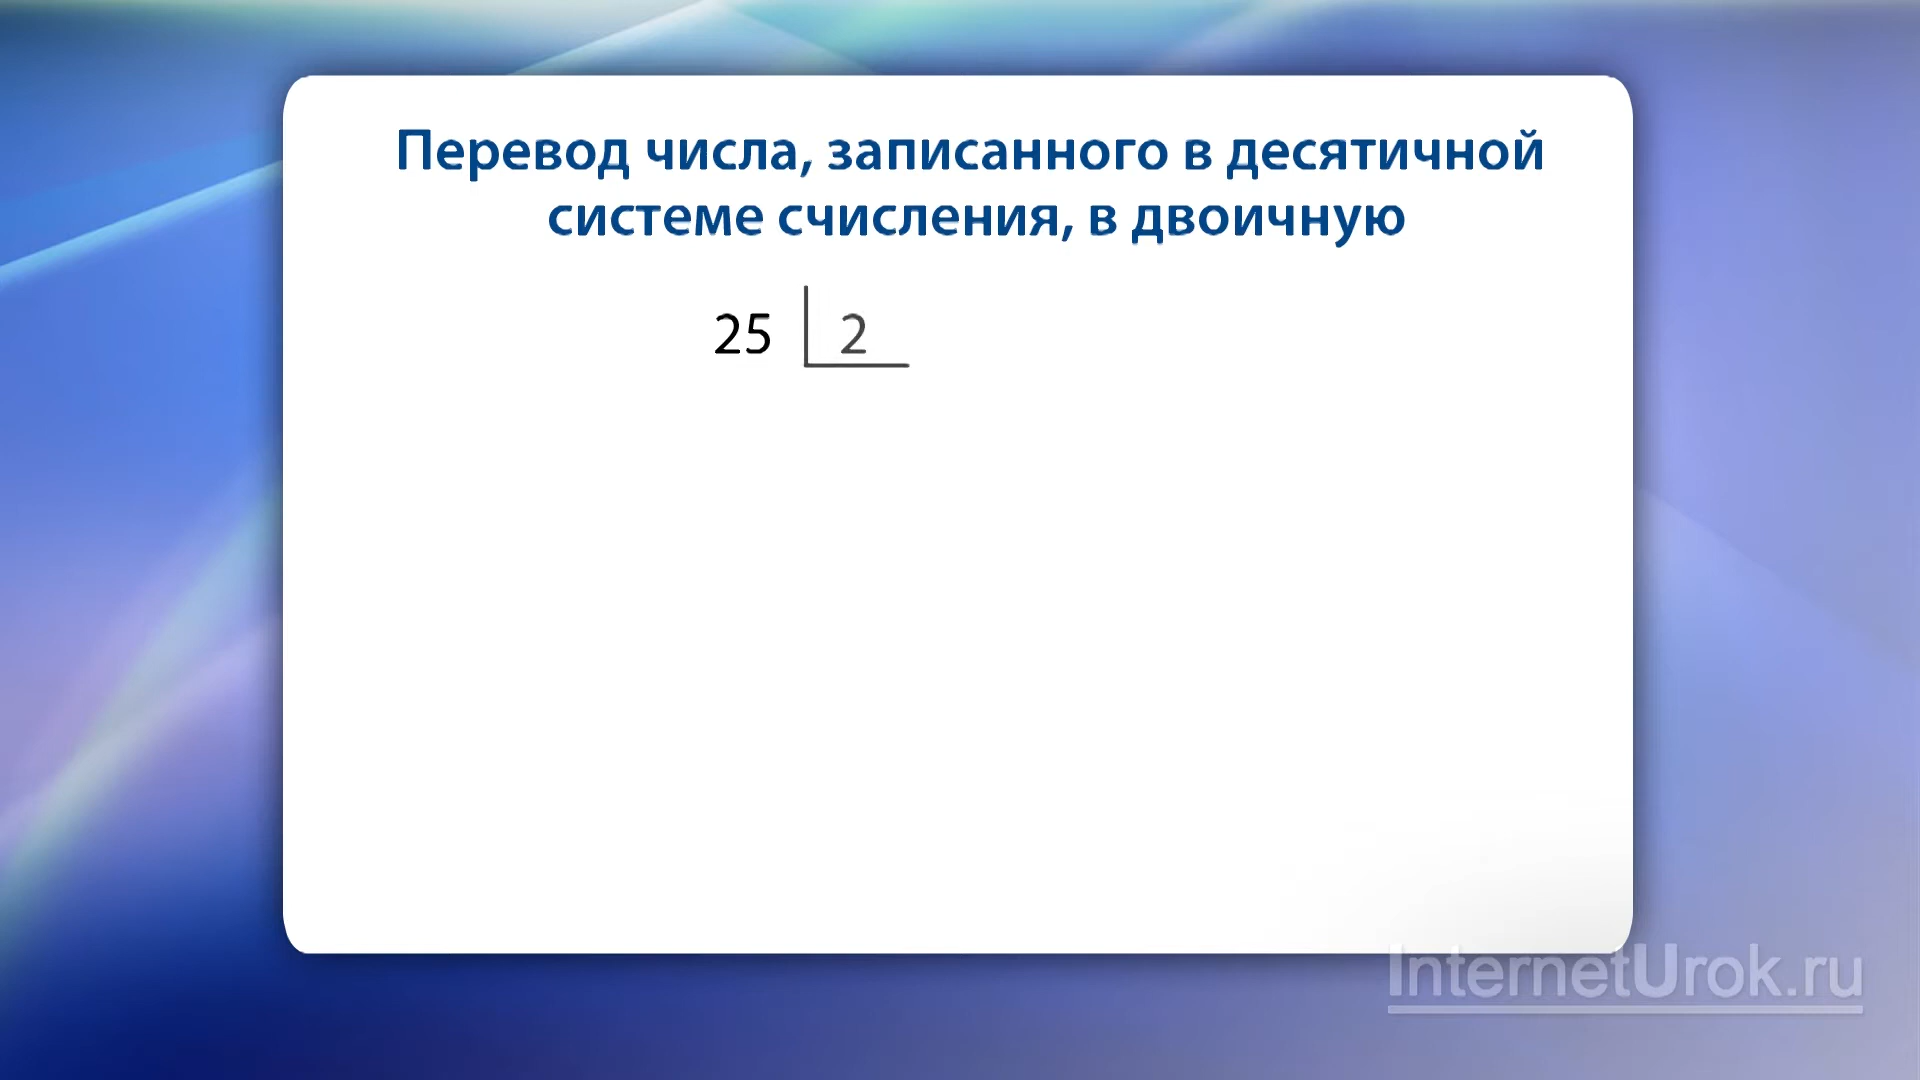 Перевод числа, записанного в десятичной
системе счисления, в двоичную
25 2
InternetUrok.ru